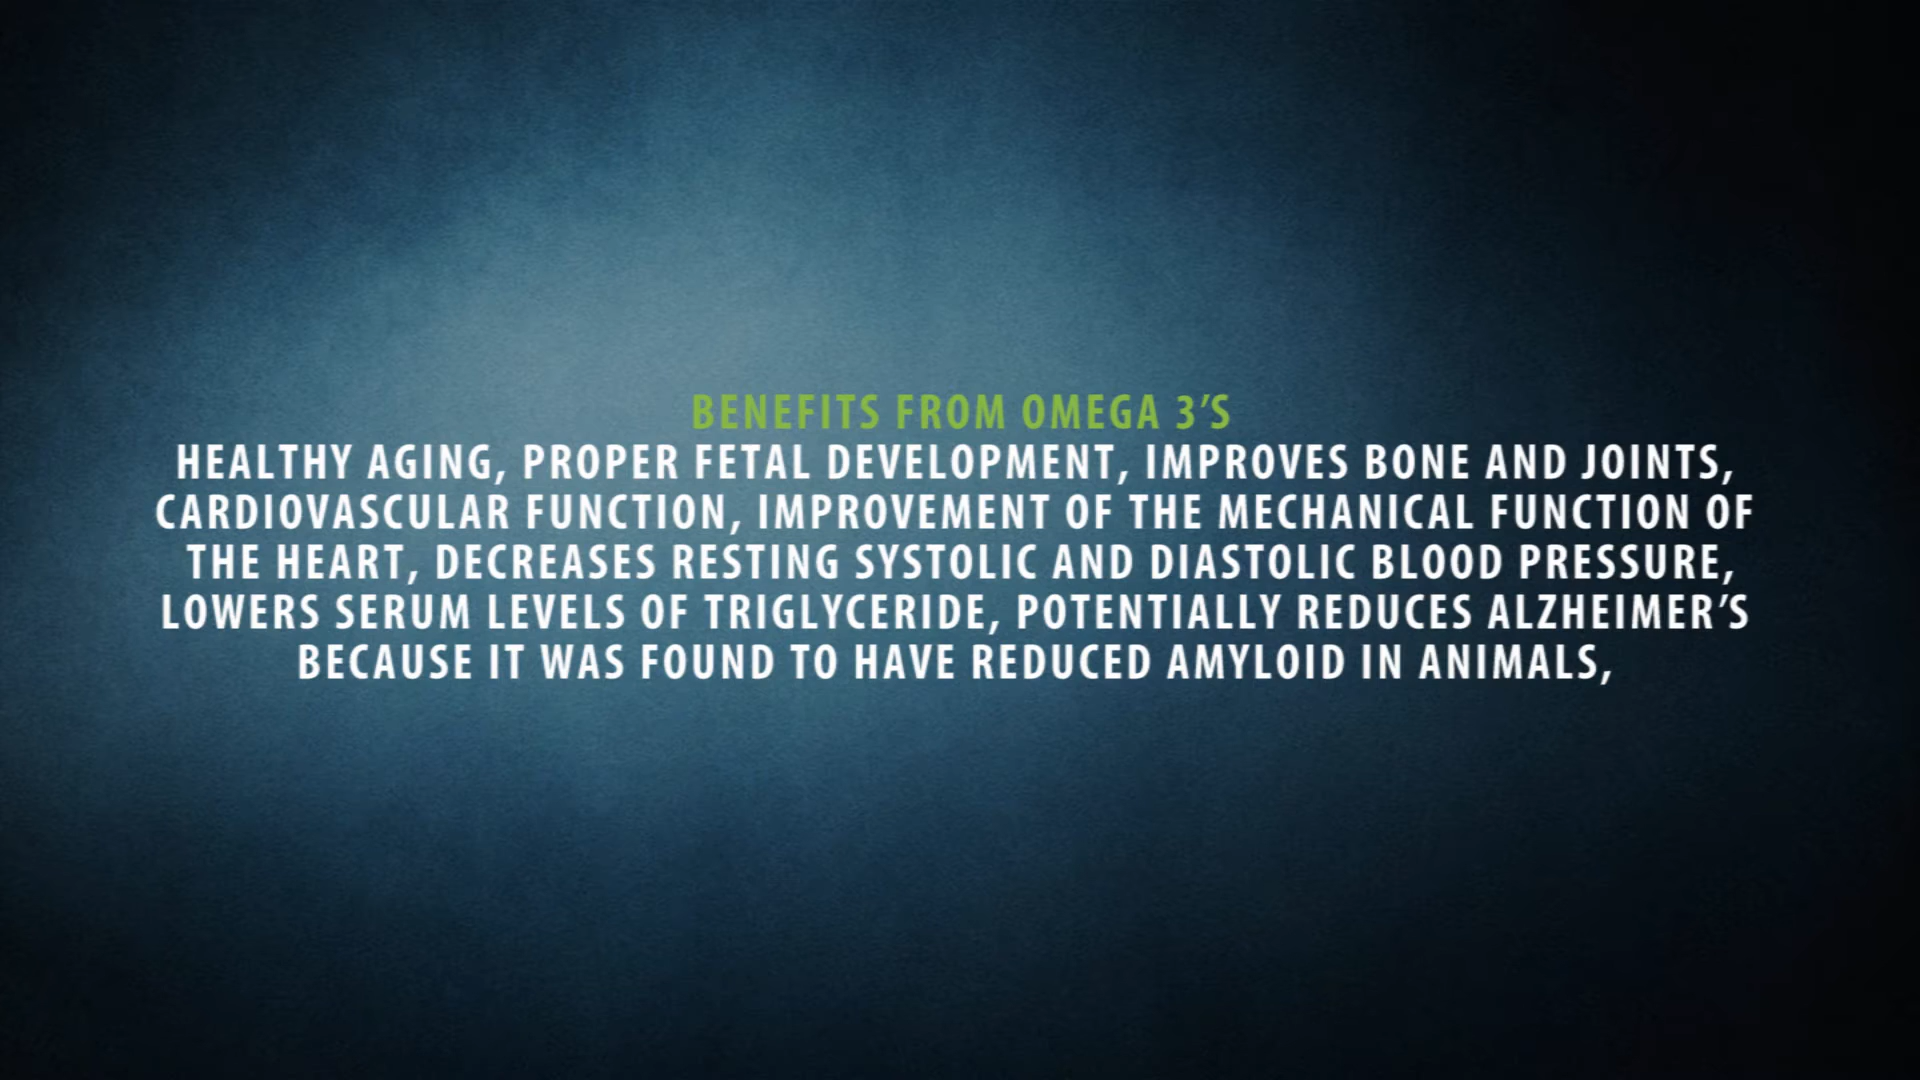 BENEFITS FROM OMEGA 3’S
HEALTHY AGING, PROPER FETAL DEVELOPMENT, IMPROVES BONE AND JOINTS,
CARDIOVASCULAR FUNCTION, IMPROVEMENT OF THE MECHANICAL FUNCTION OF
THE HEART, DECREASES RESTING SYSTOLIC AND DIASTOLIC BLOOD PRESSURE,
LOWERS SERUM LEVELS OF TRIGLYCERIDE, POTENTIALLY REDUCES ALZHEIMER’S
BECAUSE IT WAS FOUND TO HAVE REDUCED AMYLOID IN ANIMALS,